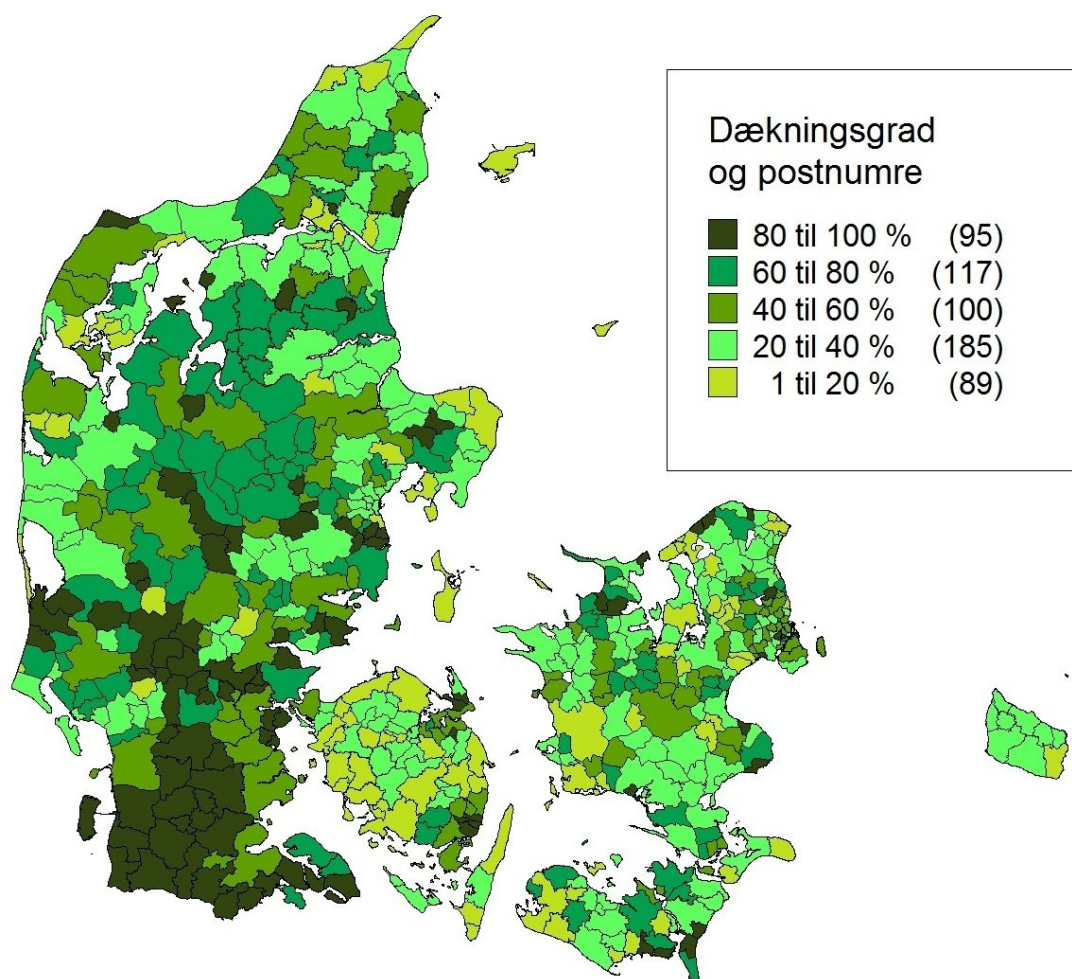 Dækningsgrad
og postnumre
80 til 100 % (95)
60 til 80 % (117)
40 til 60 % (100)
20 til 40 % (185)
1 til 20 % (89)